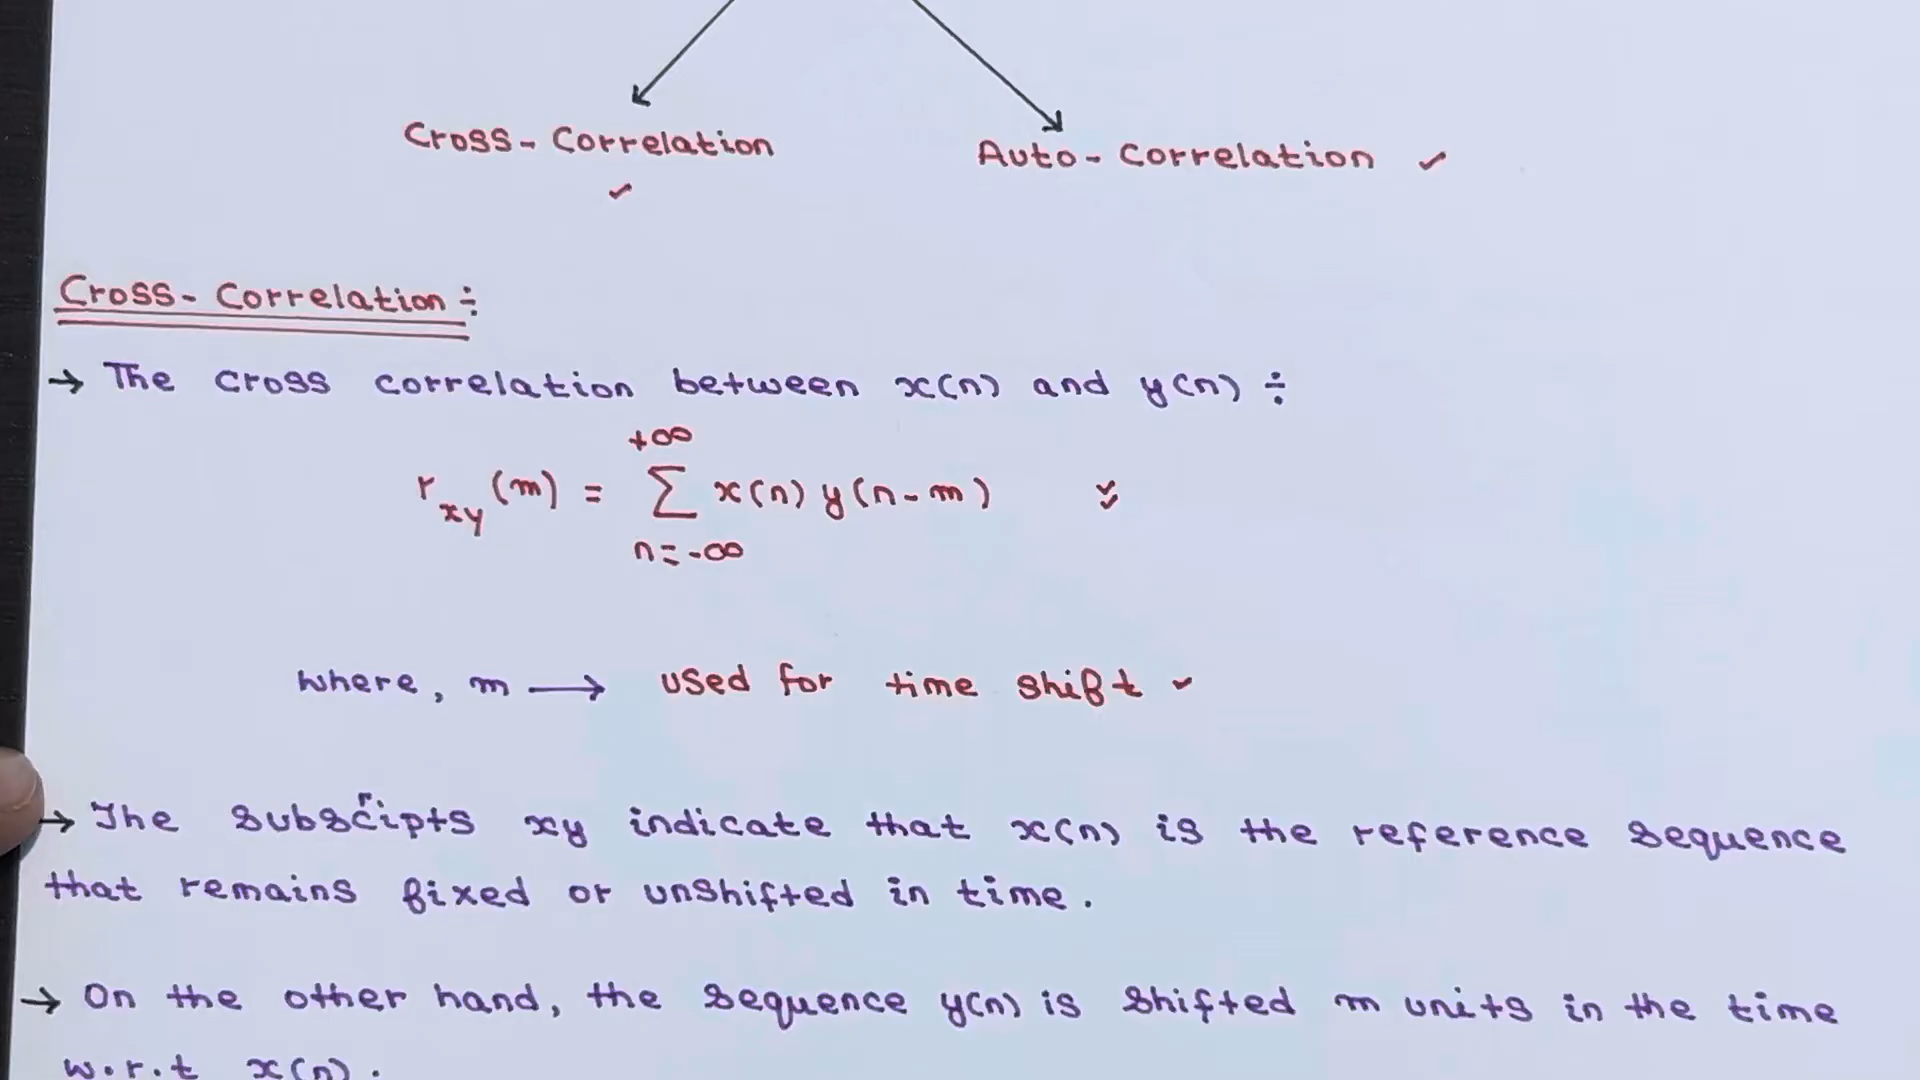 Cross-Correlation
Auto-Correlation ✓
✓
Cross-Correlation ÷
→ The cross correlation between x(n) and y(n) ÷
+∞
r_xy (m) = Σ x(n) y(n-m)
n=-∞
where, m → used for time shift ✓
→ The subscripts xy indicate that x(n) is the reference sequence
that remains fixed or unshifted in time.
→ On the other hand, the sequence y(n) is shifted m units in the time
w.r.t x(n).